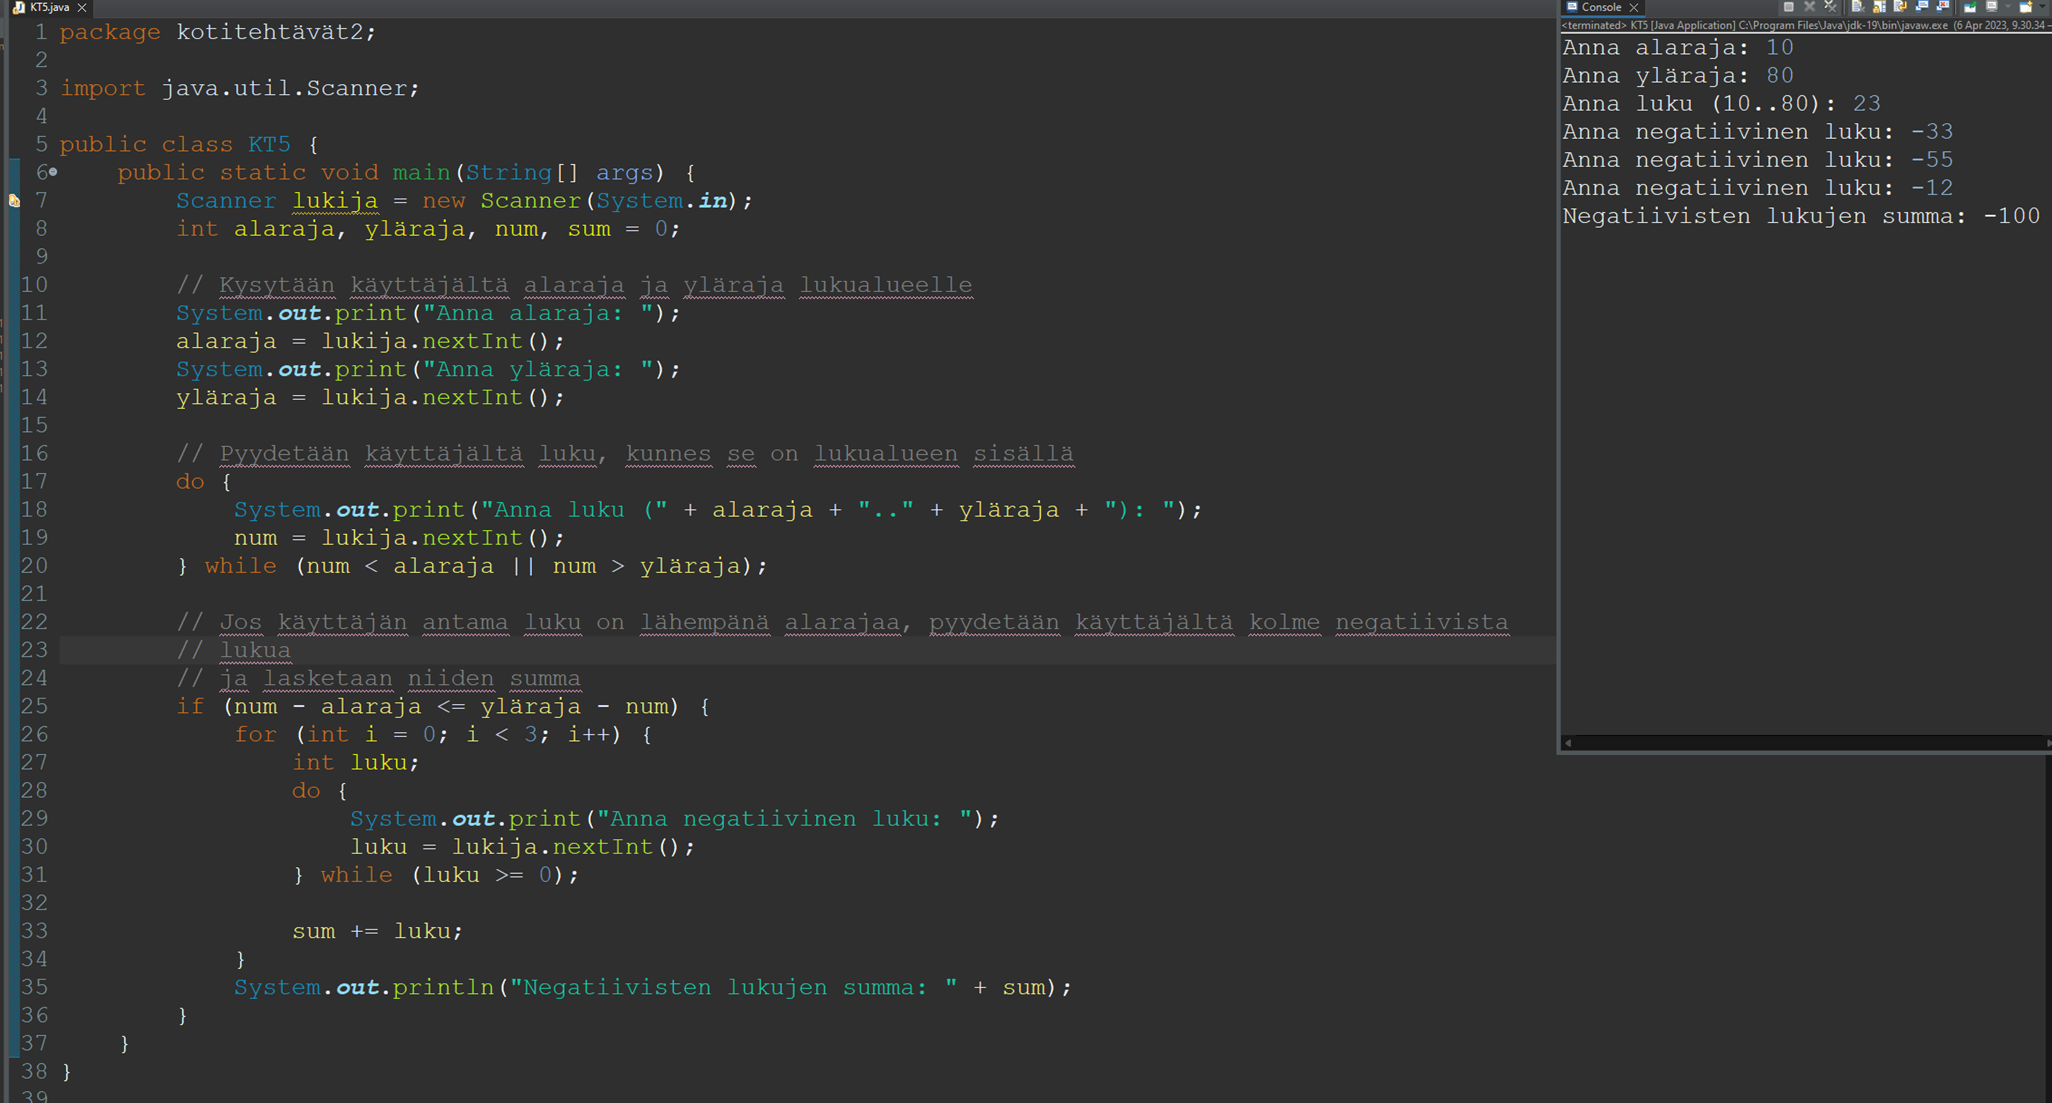 KT5.java
1 package kotitehtävät2;
2
3 import java.util.Scanner;
4
5 public class KT5 {
6 public static void main(String[] args) {
7 Scanner lukija = new Scanner(System.in);
8 int alaraja, yläraja, num, sum = 0;
9
10 // Kysytään käyttäjältä alaraja ja yläraja lukualueelle
11 System.out.print("Anna alaraja: ");
12 alaraja = lukija.nextInt();
13 System.out.print("Anna yläraja: ");
14 yläraja = lukija.nextInt();
15
16 // Pyydetään käyttäjältä luku, kunnes se on lukualueen sisällä
17 do {
18 System.out.print("Anna luku (" + alaraja + ".." + yläraja + "): ");
19 num = lukija.nextInt();
20 } while (num < alaraja || num > yläraja);
21
22 // Jos käyttäjän antama luku on lähempänä alarajaa, pyydetään käyttäjältä kolme negatiivista
23 // lukua
24 // ja lasketaan niiden summa
25 if (num - alaraja <= yläraja - num) {
26 for (int i = 0; i < 3; i++) {
27 int luku;
28 do {
29 System.out.print("Anna negatiivinen luku: ");
30 luku = lukija.nextInt();
31 } while (luku >= 0);
32
33 sum += luku;
34 }
35 System.out.println("Negatiivisten lukujen summa: " + sum);
36 }
37 }
38 }
39
Console
<terminated> KT5 [Java Application] C:\Program Files\Java\jdk-19\bin\javaw.exe (6 Apr 2023, 9.30.34 –
Anna alaraja: 10
Anna yläraja: 80
Anna luku (10..80): 23
Anna negatiivinen luku: -33
Anna negatiivinen luku: -55
Anna negatiivinen luku: -12
Negatiivisten lukujen summa: -100